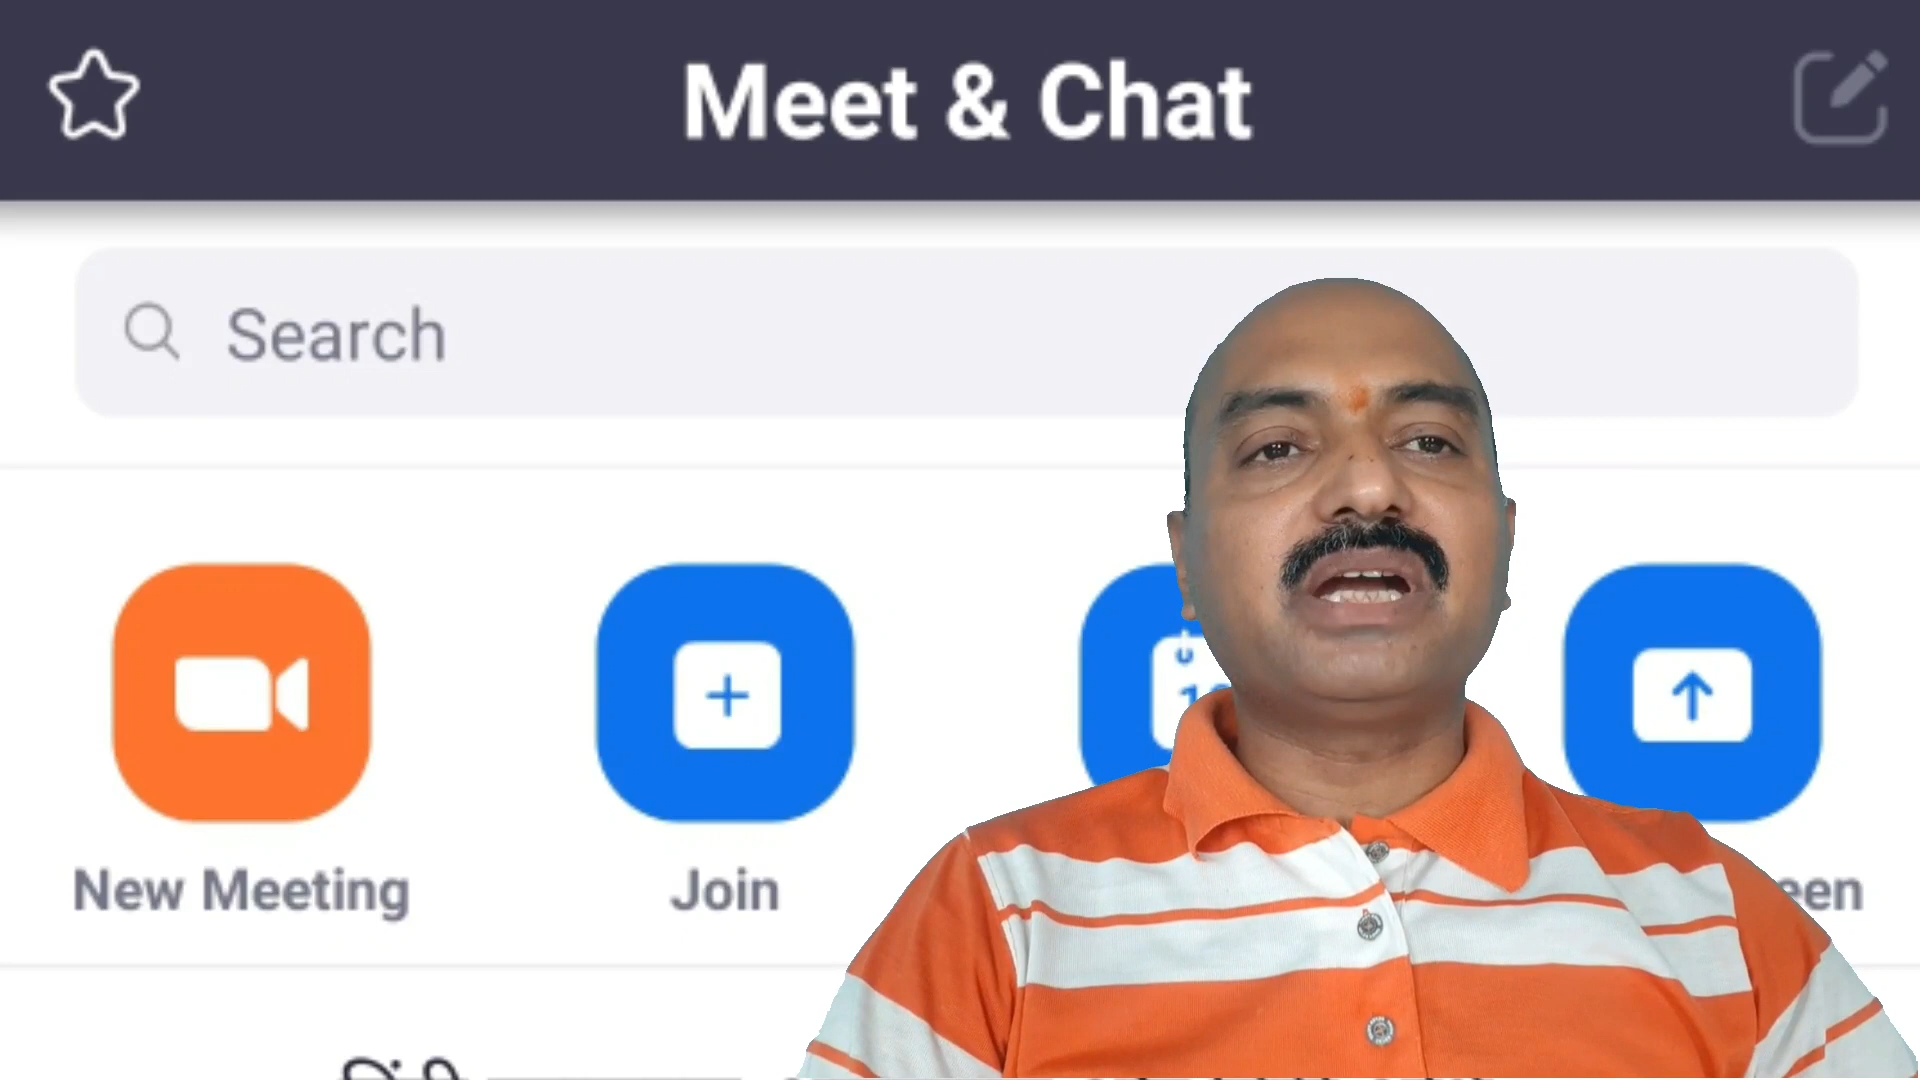 Meet & Chat
Search
New Meeting
Join
een